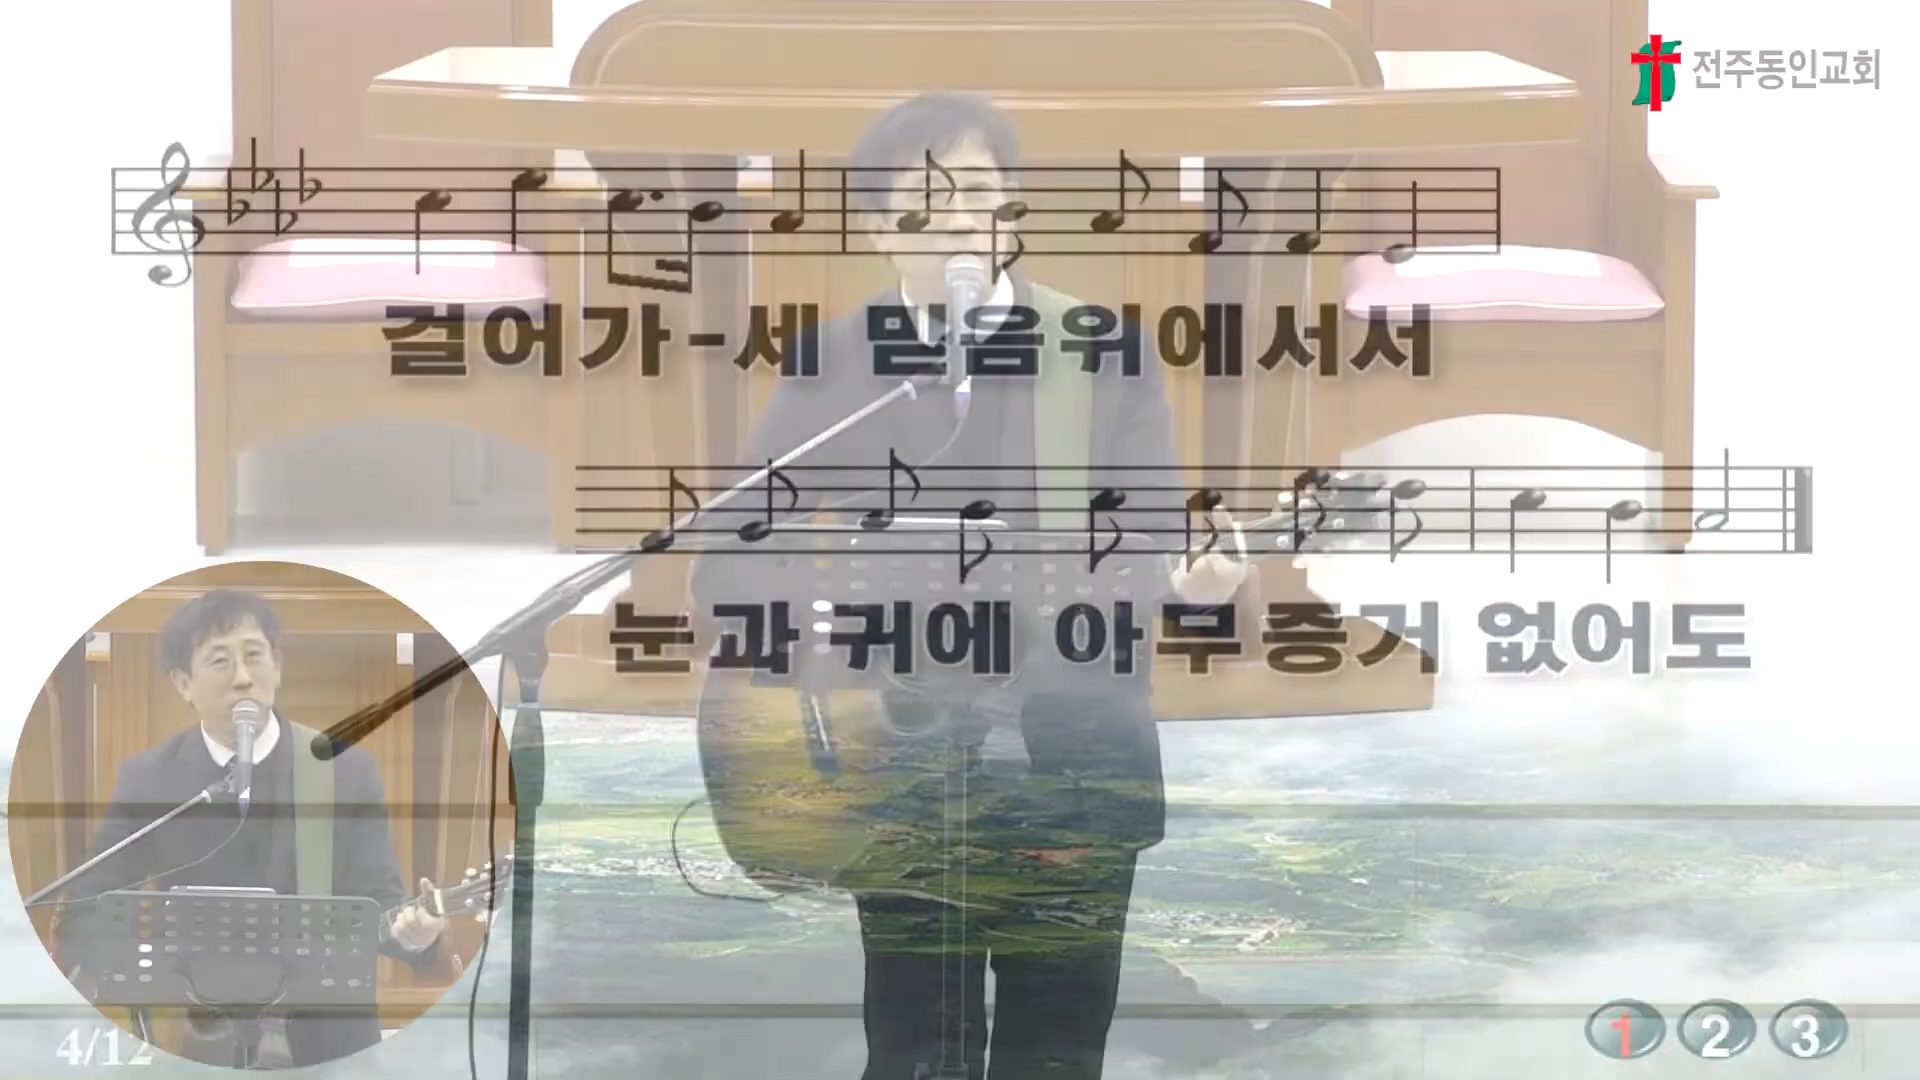 전주동인교회
걸어가-세 믿음위에서서
눈과 귀에 아무증거 없어도
4/12
1 2 3